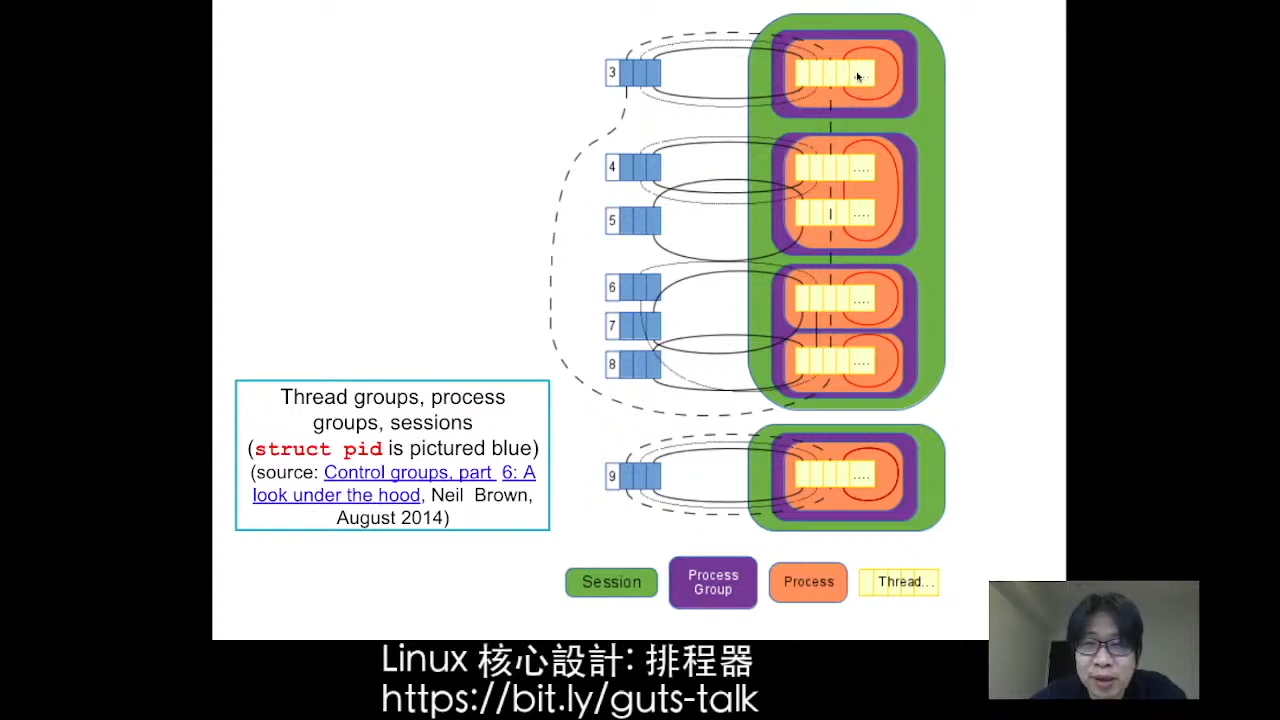 3
....
4
....
5
....
6
....
7
8
....
Thread groups, process
groups, sessions
(struct pid is pictured blue)
(source: Control groups, part 6: A
look under the hood, Neil Brown,
August 2014)
9
....
Session
Process
Group
Process
Thread...
Linux 核心設計: 排程器
https://bit.ly/guts-talk